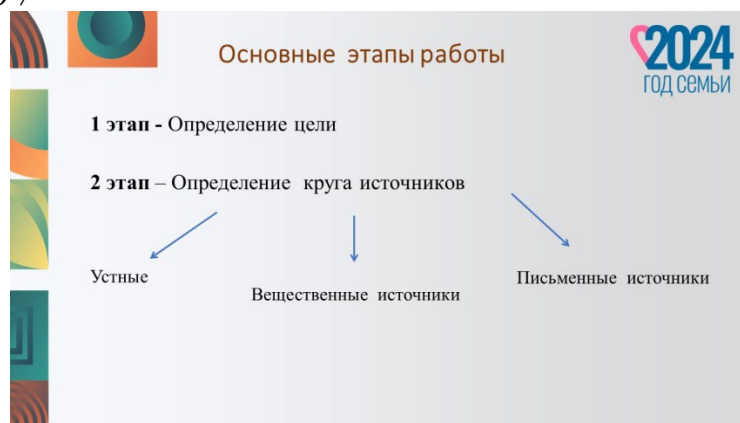 Основные этапы работы
2024
ГОД СЕМЬИ
1 этап - Определение цели
2 этап – Определение круга источников
Устные
Вещественные источники
Письменные источники